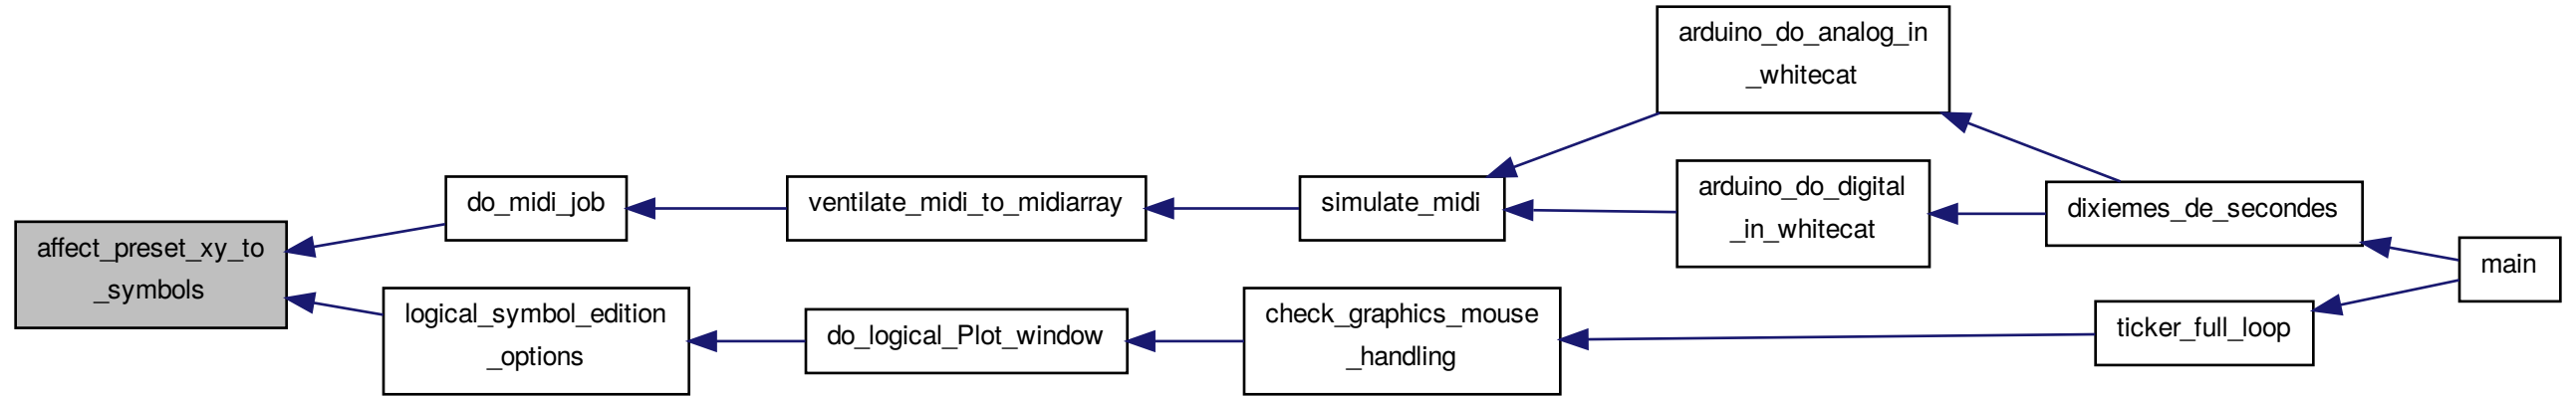 affect_preset_xy_to
_symbols
do_midi_job
ventilate_midi_to_midiarray
simulate_midi
arduino_do_analog_in
_whitecat
arduino_do_digital
_in_whitecat
dixiemes_de_secondes
main
logical_symbol_edition
_options
do_logical_Plot_window
check_graphics_mouse
_handling
ticker_full_loop